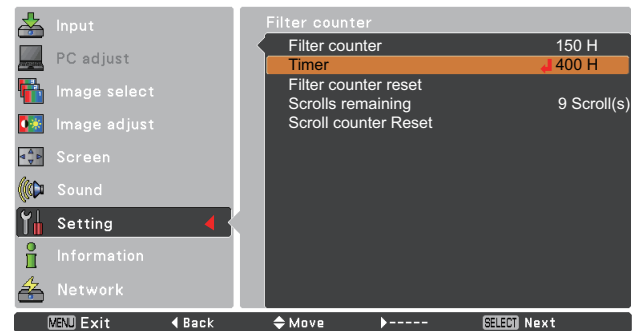 Input
PC adjust
Image select
Image adjust
Screen
Sound
Setting
Information
Network
Filter counter
Filter counter 150 H
Timer 400 H
Filter counter reset
Scrolls remaining 9 Scroll(s)
Scroll counter Reset
MENU Exit Back Move ----- SELECT Next